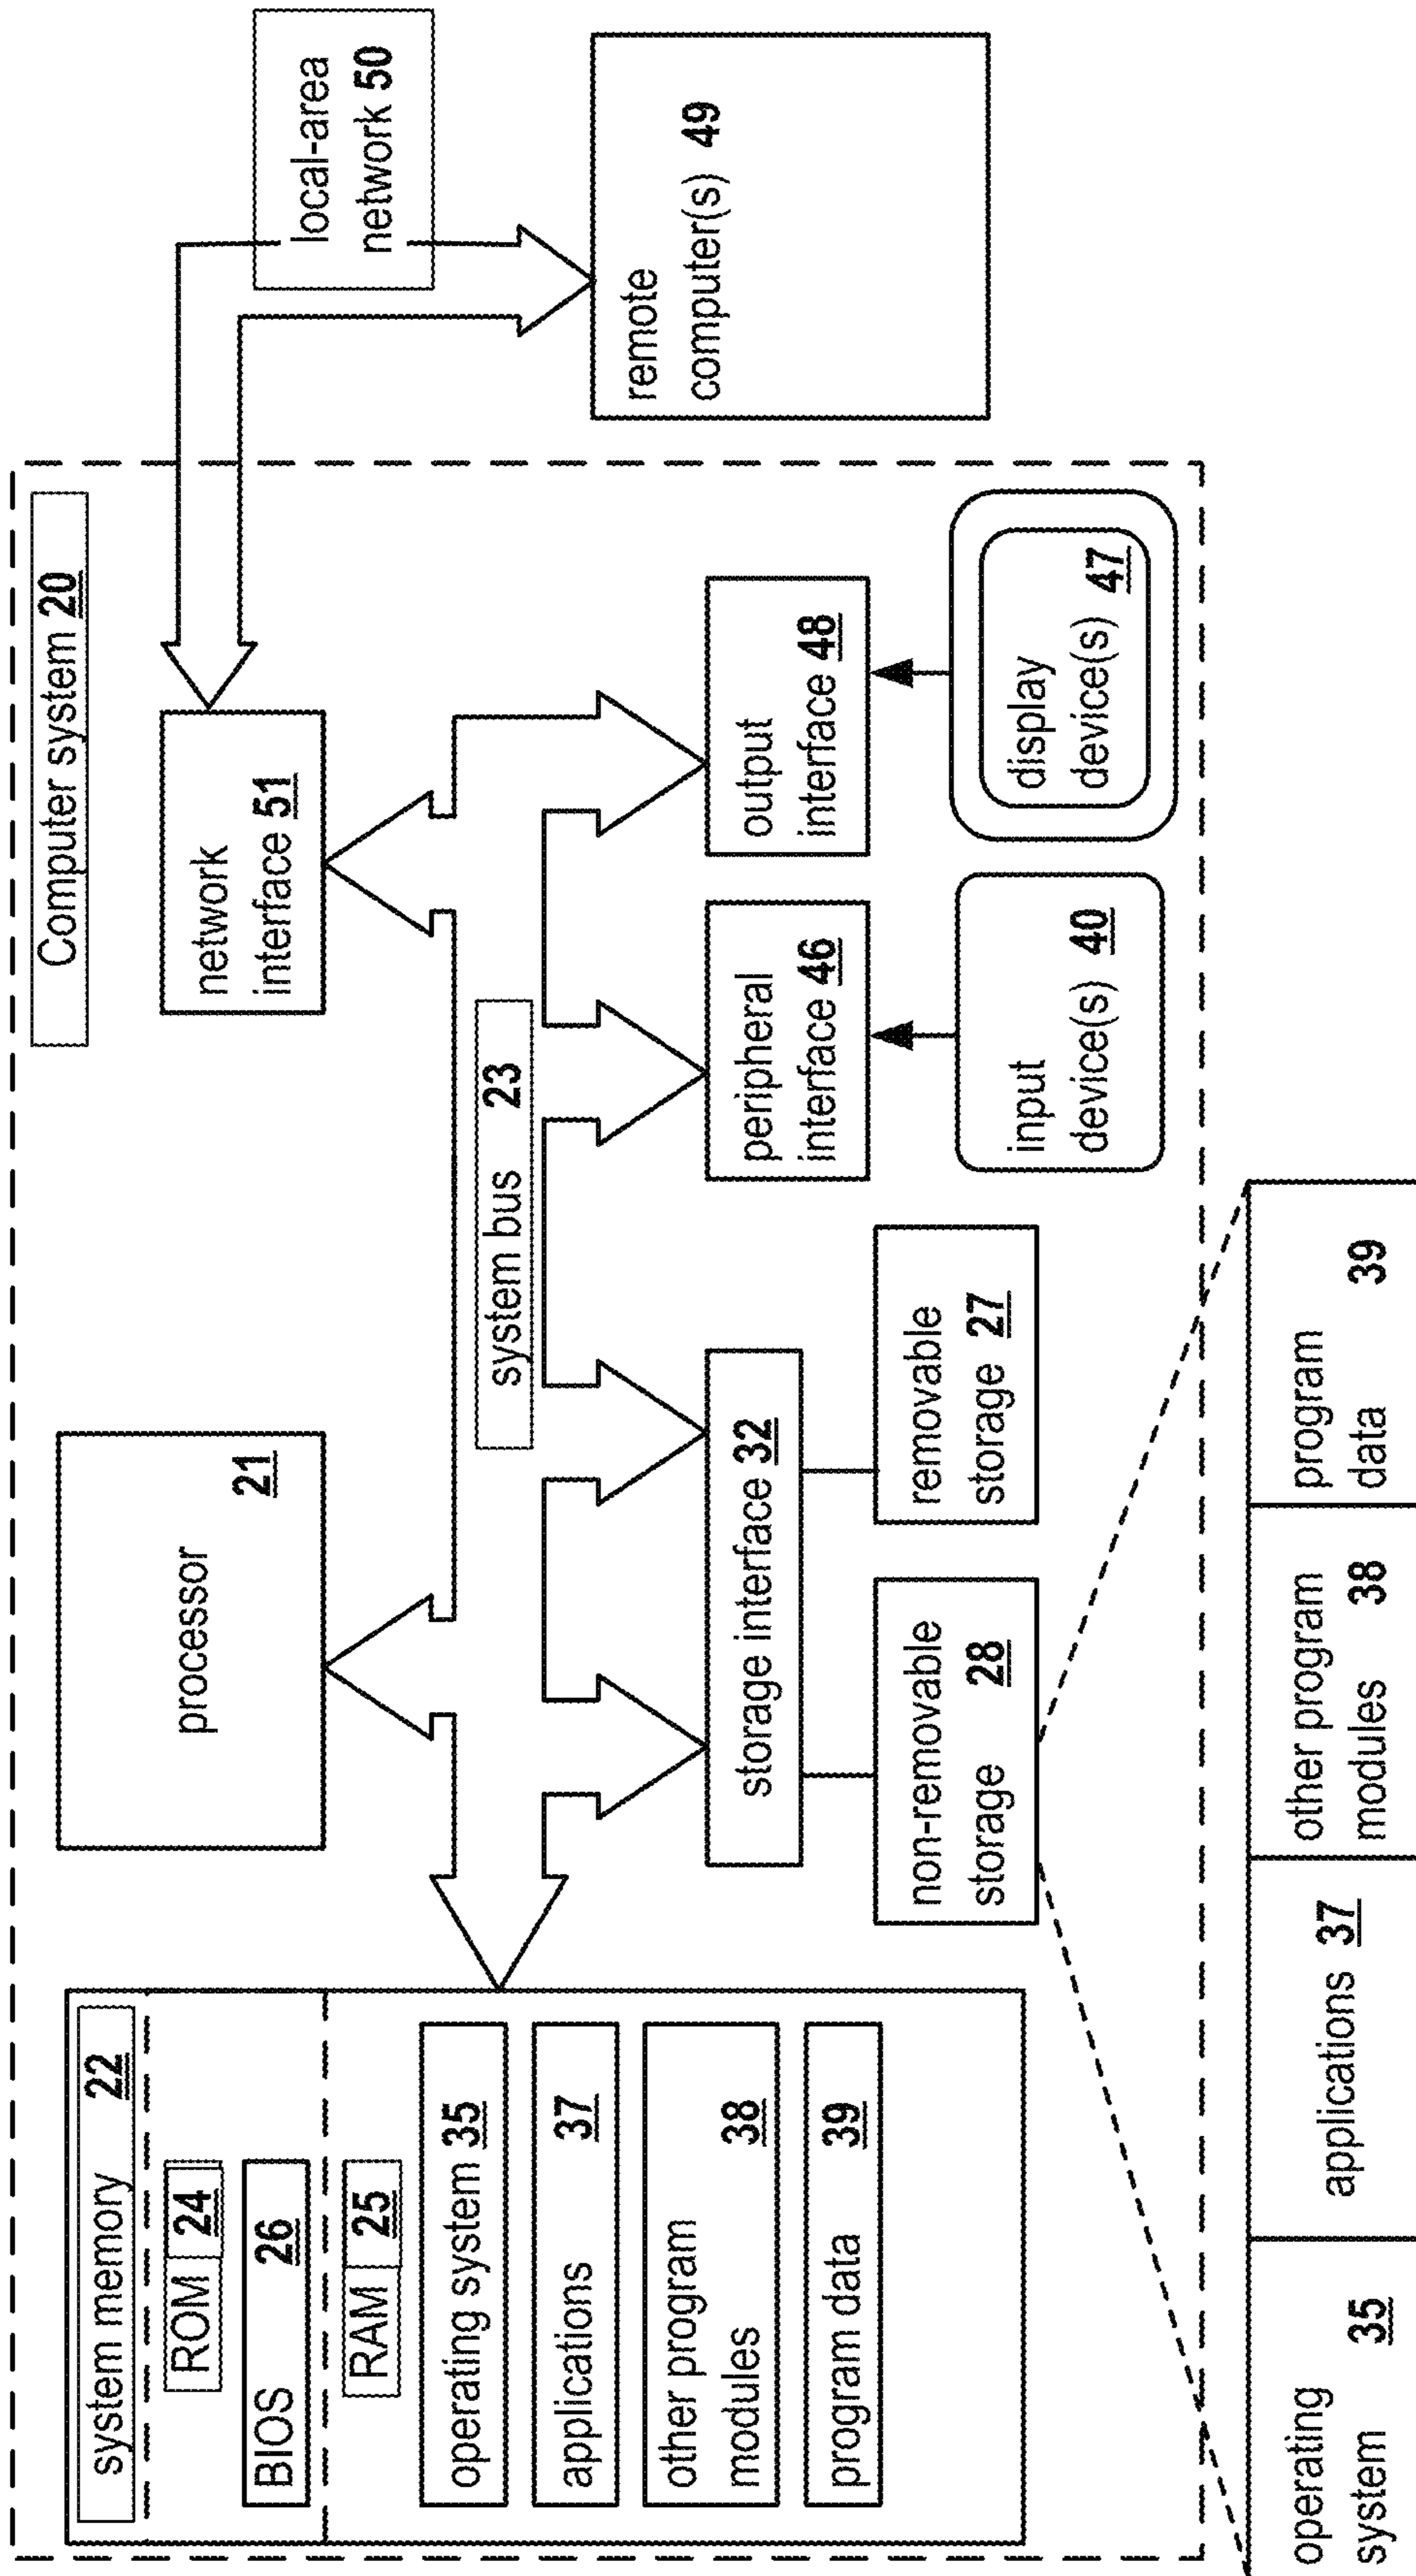 Computer system 20
system memory 22
ROM 24
BIOS 26
RAM 25
operating system 35
applications 37
other program
modules 38
program data 39
processor
21
network
interface 51
local-area
network 50
system bus 23
storage interface 32
peripheral
interface 46
output
interface 48
remote
computer(s) 49
non-removable
storage 28
removable
storage 27
input
device(s) 40
display
device(s) 47
operating
system 35
applications 37
other program
modules 38
program
data 39